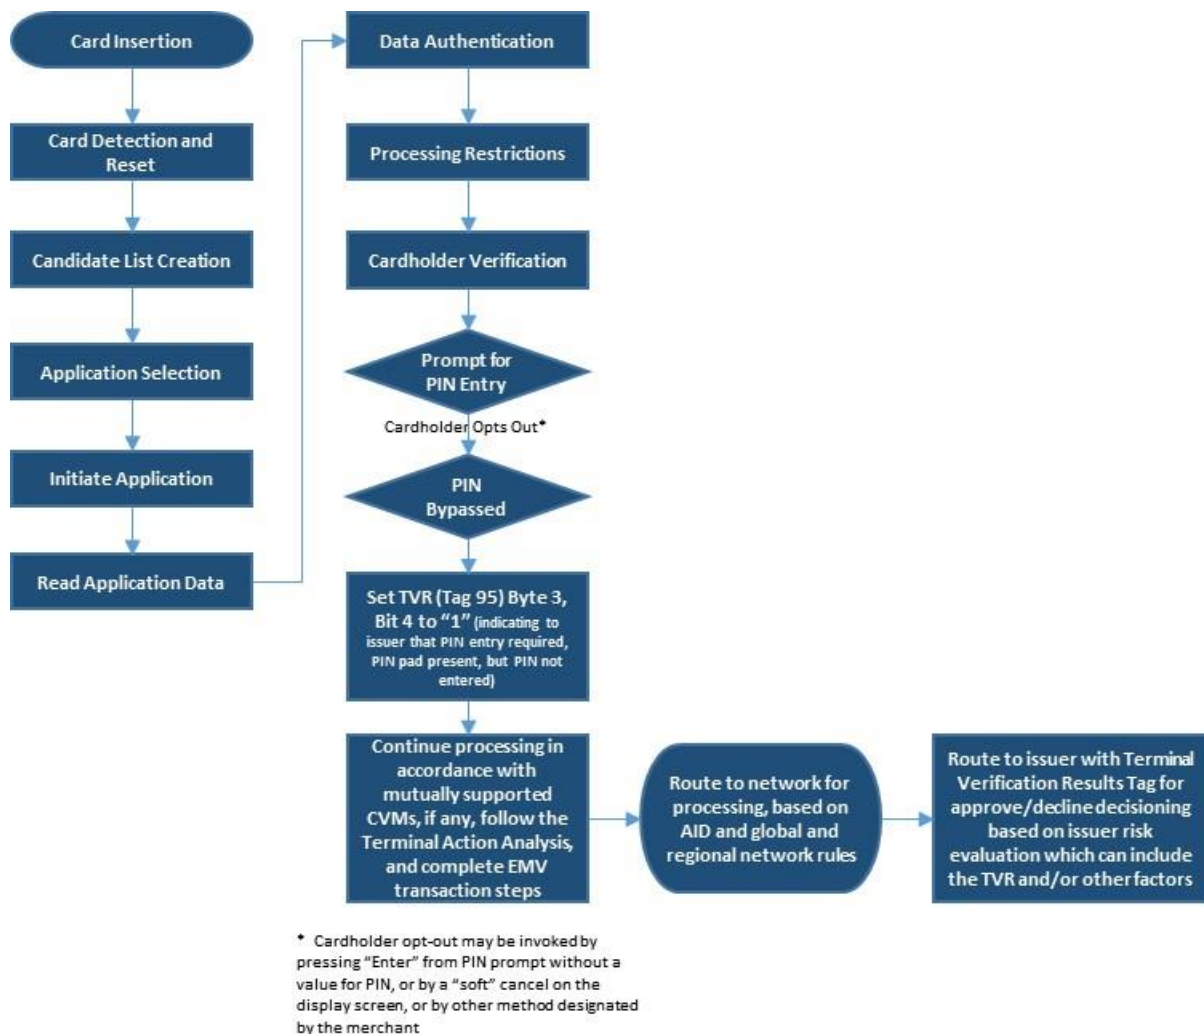 Card Insertion
Card Detection and
Reset
Candidate List Creation
Application Selection
Initiate Application
Read Application Data
Data Authentication
Processing Restrictions
Cardholder Verification
Prompt for
PIN Entry
Cardholder Opts Out*
PIN
Bypassed
Set TVR (Tag 95) Byte 3,
Bit 4 to “1” (indicating to
issuer that PIN entry required,
PIN pad present, but PIN not
entered)
Continue processing in
accordance with
mutually supported
CVMs, if any, follow the
Terminal Action Analysis,
and complete EMV
transaction steps
Route to network for
processing, based on
AID and global and
regional network rules
Route to issuer with Terminal
Verification Results Tag for
approve/decline decisioning
based on issuer risk
evaluation which can include
the TVR and/or other factors
* Cardholder opt-out may be invoked by
pressing “Enter” from PIN prompt without a
value for PIN, or by a “soft” cancel on the
display screen, or by other method designated
by the merchant